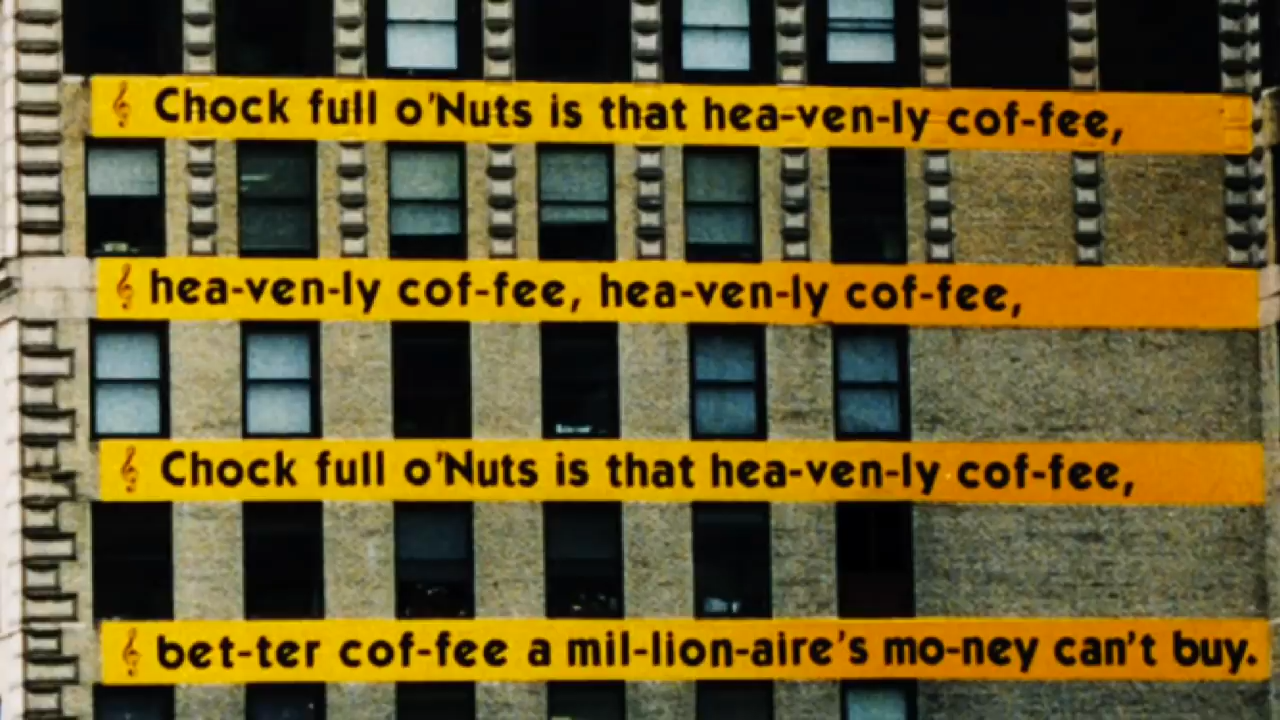 Chock full o'Nuts is that hea-ven-ly cof-fee,
hea-ven-ly cof-fee, hea-ven-ly cof-fee,
Chock full o'Nuts is that hea-ven-ly cof-fee,
bet-ter cof-fee a mil-lion-aire's mo-ney can't buy.